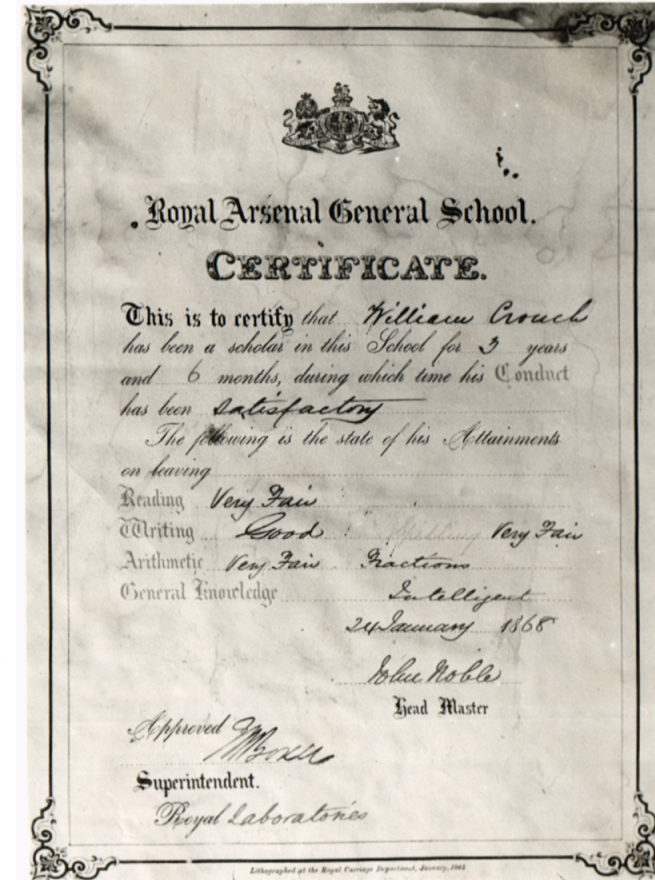 Royal Arsenal General School.
CERTIFICATE.
This is to certify that William Crouch
has been a scholar in this School for 3 years
and 6 months, during which time his Conduct
has been satisfactory
The following is the state of his Attainments
on leaving
Reading Very Fair
Writing Good Spelling Very Fair
Arithmetic Very Fair Fractions
General Knowledge Intelligent
24 January 1868
John Noble
Head Master
Approved
Superintendent.
Royal Laboratories
Lithographed at the Royal Carriage Department, January, 1865